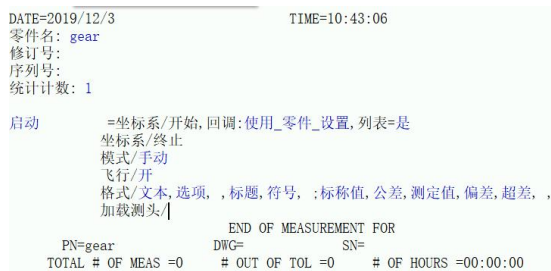 DATE=2019/12/3 TIME=10:43:06
零件名: gear
修订号:
序列号:
统计计数: 1
启动 =坐标系/开始,回调:使用_零件_设置,列表=是
坐标系/终止
模式/手动
飞行/开
格式/文本,选项, ,标题,符号, ;标称值,公差,测定值,偏差,超差, ,
加载测头/
END OF MEASUREMENT FOR
PN=gear DWG= SN=
TOTAL # OF MEAS =0 # OUT OF TOL =0 # OF HOURS =00:00:00